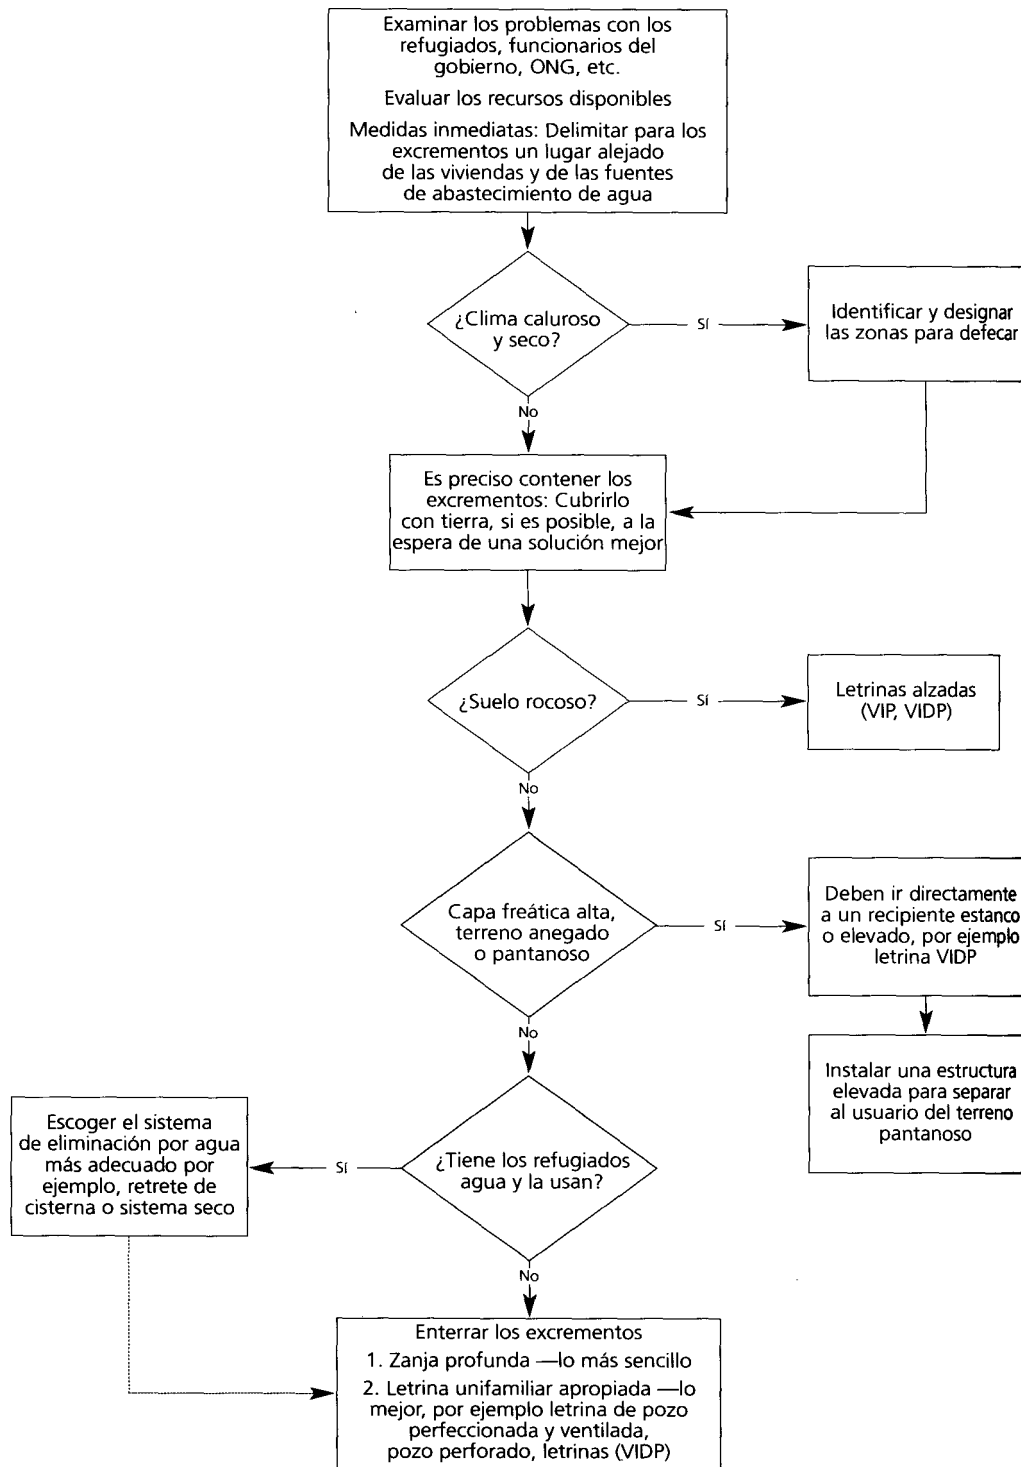 Examinar los problemas con los
refugiados, funcionarios del
gobierno, ONG, etc.
Evaluar los recursos disponibles
Medidas inmediatas: Delimitar para los
excrementos un lugar alejado
de las viviendas y de las fuentes
de abastecimiento de agua
¿Clima caluroso
y seco?
Sí
Identificar y designar
las zonas para defecar
No
Es preciso contener los
excrementos: Cubrirlo
con tierra, si es posible, a la
espera de una solución mejor
¿Suelo rocoso?
Sí
Letrinas alzadas
(VIP, VIDP)
No
Capa freática alta,
terreno anegado
o pantanoso
Sí
Deben ir directamente
a un recipiente estanco
o elevado, por ejemplo
letrina VIDP
Instalar una estructura
elevada para separar
al usuario del terreno
pantanoso
No
¿Tiene los refugiados
agua y la usan?
Sí
Escoger el sistema
de eliminación por agua
más adecuado por
ejemplo, retrete de
cisterna o sistema seco
No
Enterrar los excrementos
1. Zanja profunda —lo más sencillo
2. Letrina unifamiliar apropiada —lo
mejor, por ejemplo letrina de pozo
perfeccionada y ventilada,
pozo perforado, letrinas (VIDP)